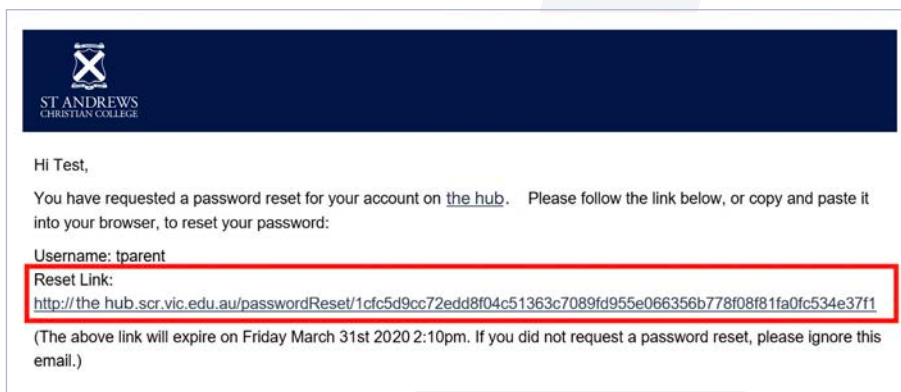 ST ANDREWS
CHRISTIAN COLLEGE
Hi Test,
You have requested a password reset for your account on the hub. Please follow the link below, or copy and paste it
into your browser, to reset your password:
Username: tparent
Reset Link:
http://the hub.scr.vic.edu.au/passwordReset/1cfc5d9cc72edd8f04c51363c7089fd955e066356b778f08f81fa0fc534e37f1
(The above link will expire on Friday March 31st 2020 2:10pm. If you did not request a password reset, please ignore this
email.)